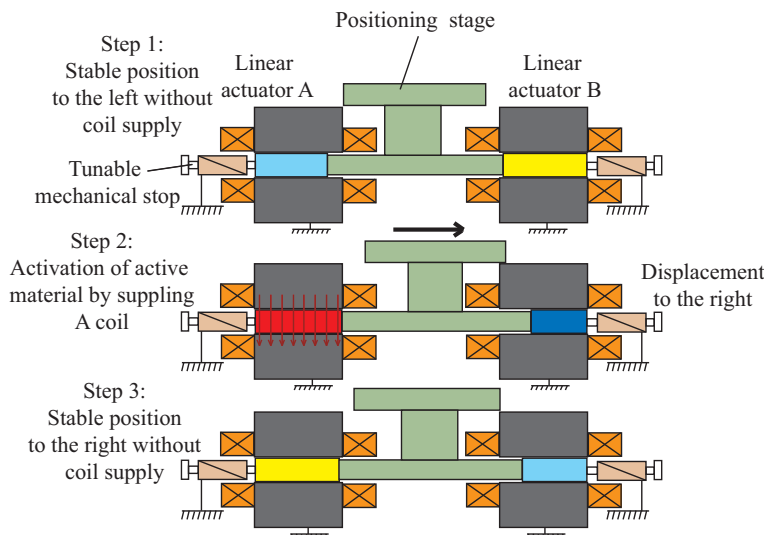 Positioning stage
Step 1:
Stable position
to the left without
coil supply
Linear
actuator A
Linear
actuator B
Tunable
mechanical stop
Step 2:
Activation of active
material by suppling
A coil
Displacement
to the right
Step 3:
Stable position
to the right without
coil supply